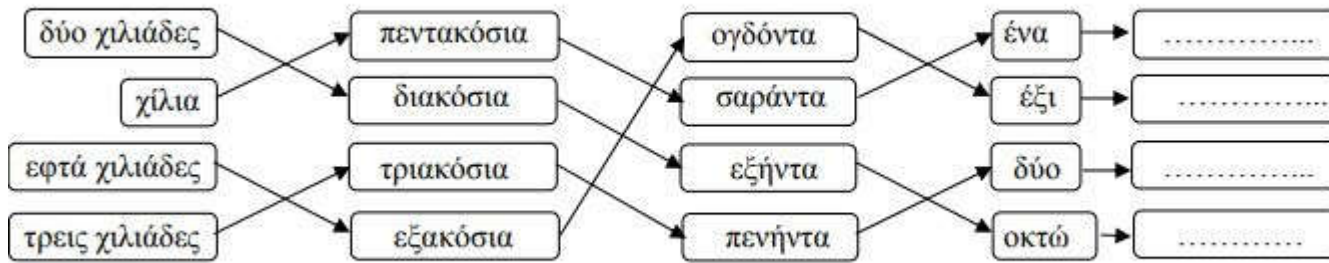 δύο χιλιάδες πεντακόσια ογδόντα ένα …………...
χίλια διακόσια σαράντα έξι …………...
εφτά χιλιάδες τριακόσια εξήντα δύο …………...
τρεις χιλιάδες εξακόσια πενήντα οκτώ …………